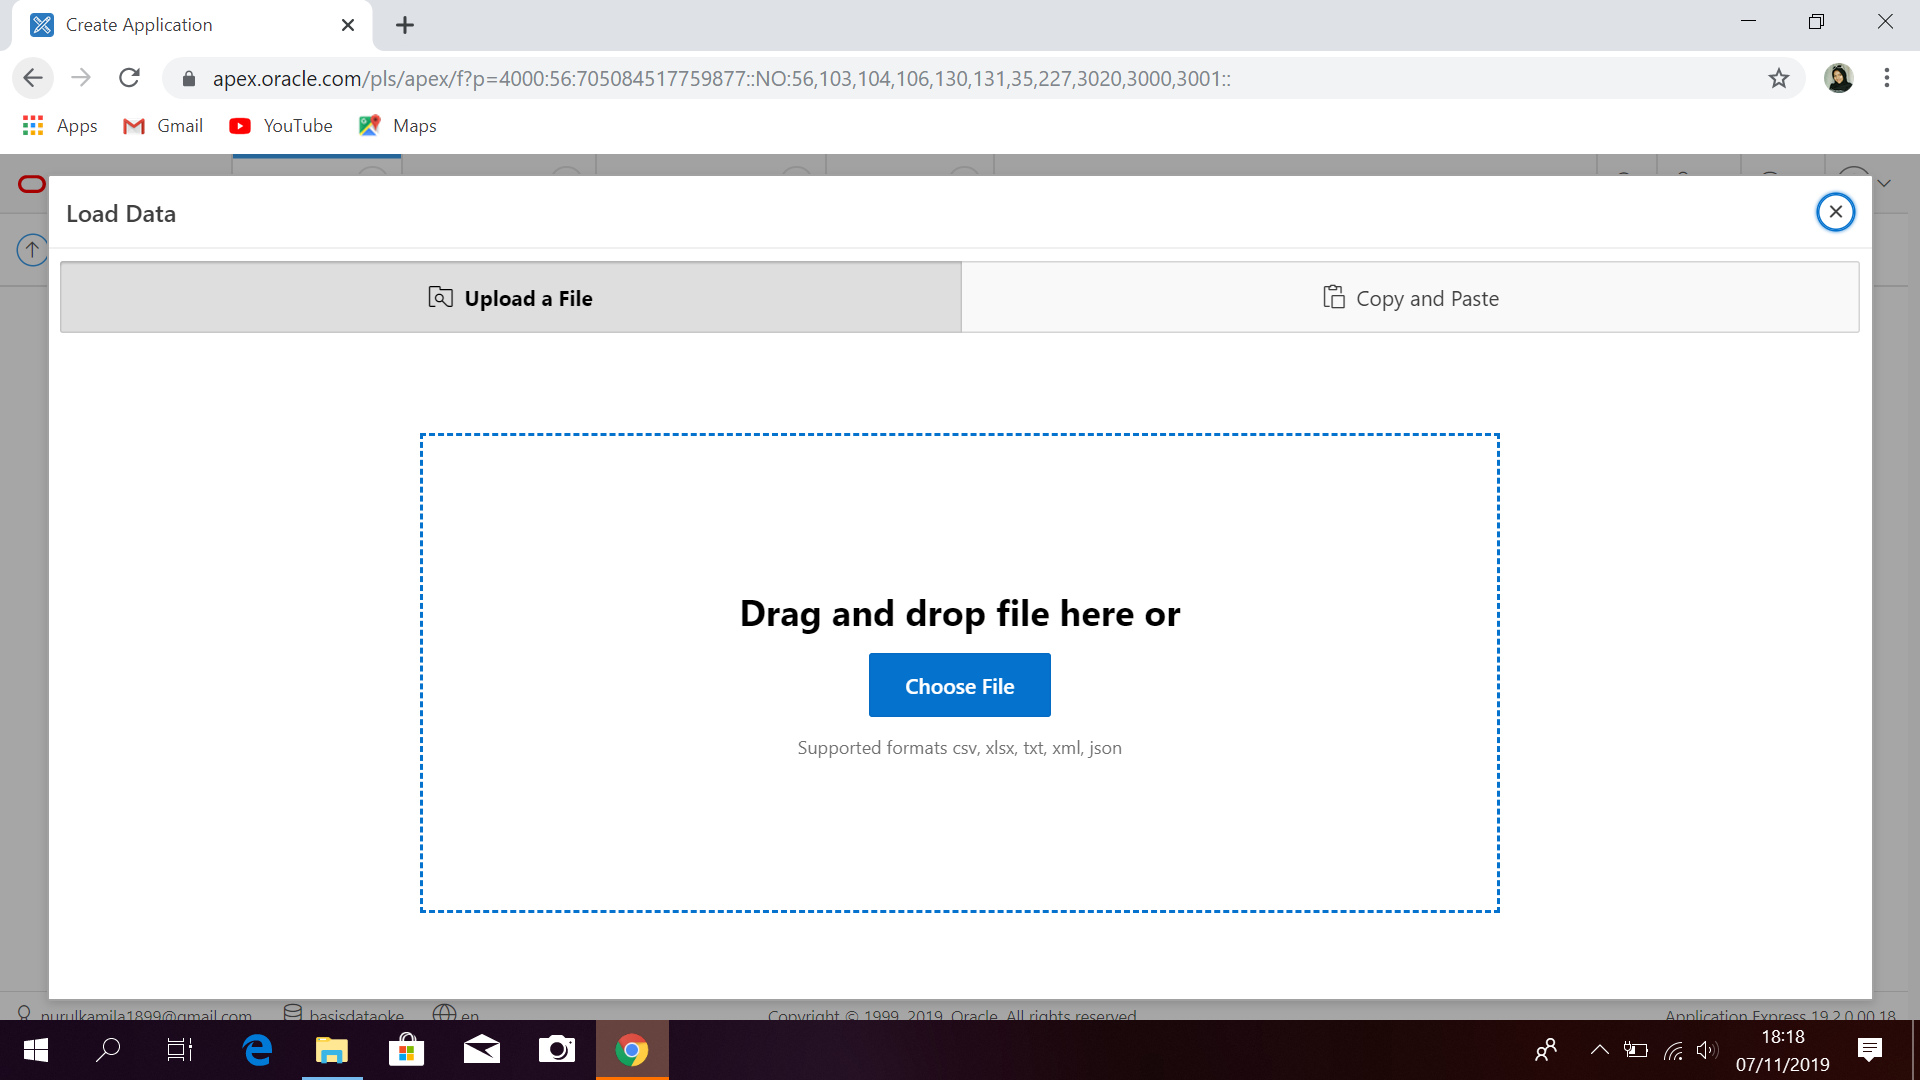 Create Application
apex.oracle.com/pls/apex/f?p=4000:56:705084517759877::NO:56,103,104,106,130,131,35,227,3020,3000,3001::
Apps Gmail YouTube Maps
Load Data
Upload a File
Copy and Paste
Drag and drop file here or
Choose File
Supported formats csv, xlsx, txt, xml, json
nurulkamila1899@gmail.com basisdataoke en
Copyright © 1999, 2019, Oracle. All rights reserved.
Application Express 19.2.0.00.18
18:18
07/11/2019